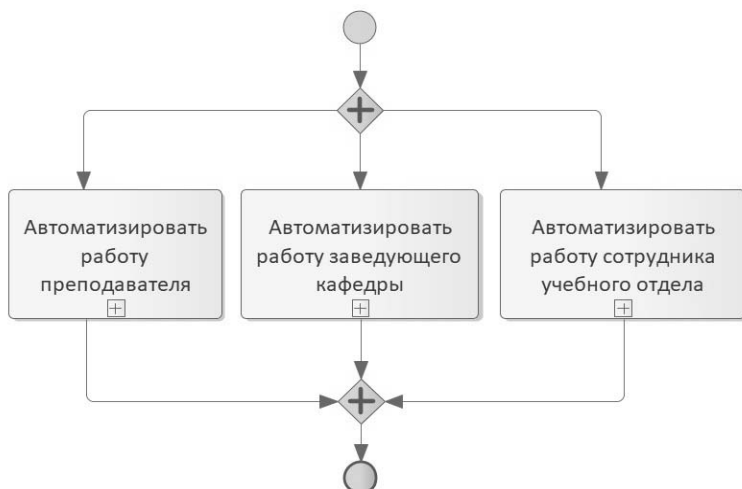 Автоматизировать
работу
преподавателя
Автоматизировать
работу заведующего
кафедры
Автоматизировать
работу сотрудника
учебного отдела